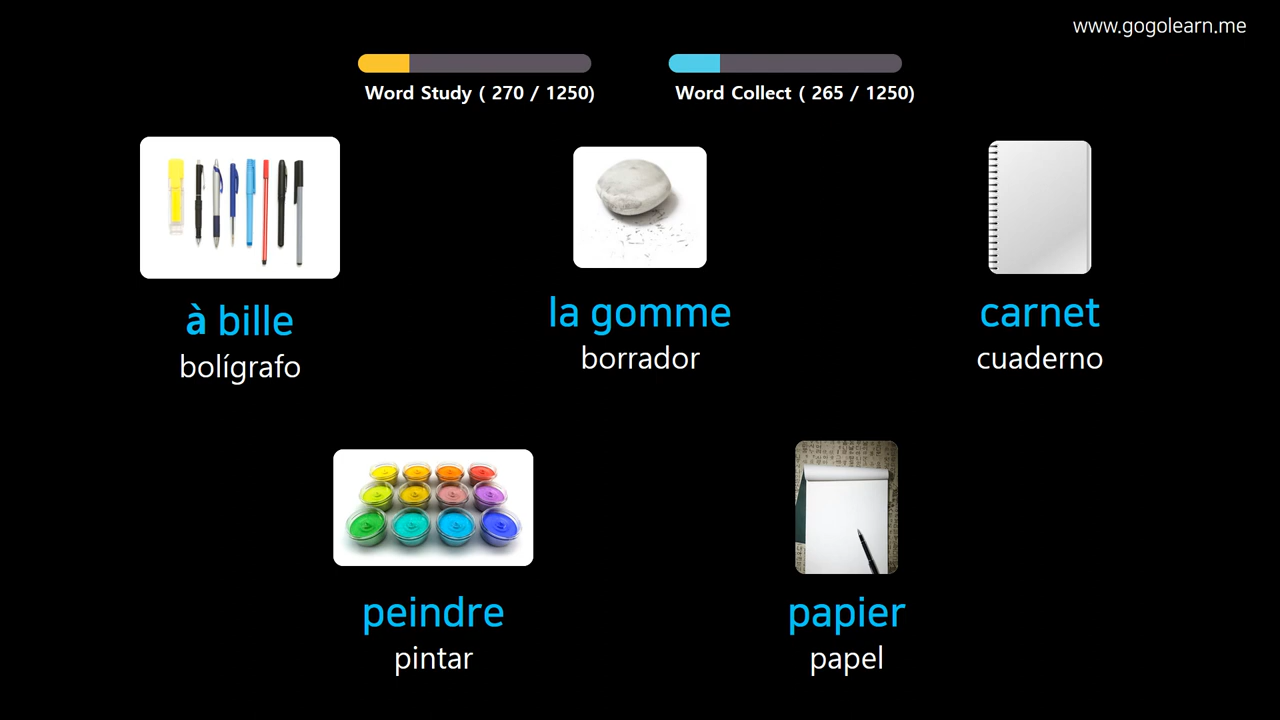 www.gogolearn.me
Word Study ( 270 / 1250)
Word Collect ( 265 / 1250)
à bille
bolígrafo
la gomme
borrador
carnet
cuaderno
peindre
pintar
papier
papel